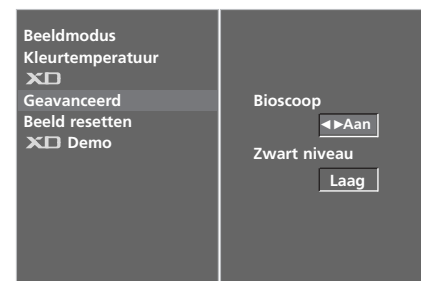 Beeldmodus
Kleurtemperatuur
XD
Geavanceerd
Beeld resetten
XD Demo
Bioscoop
◄►Aan
Zwart niveau
Laag